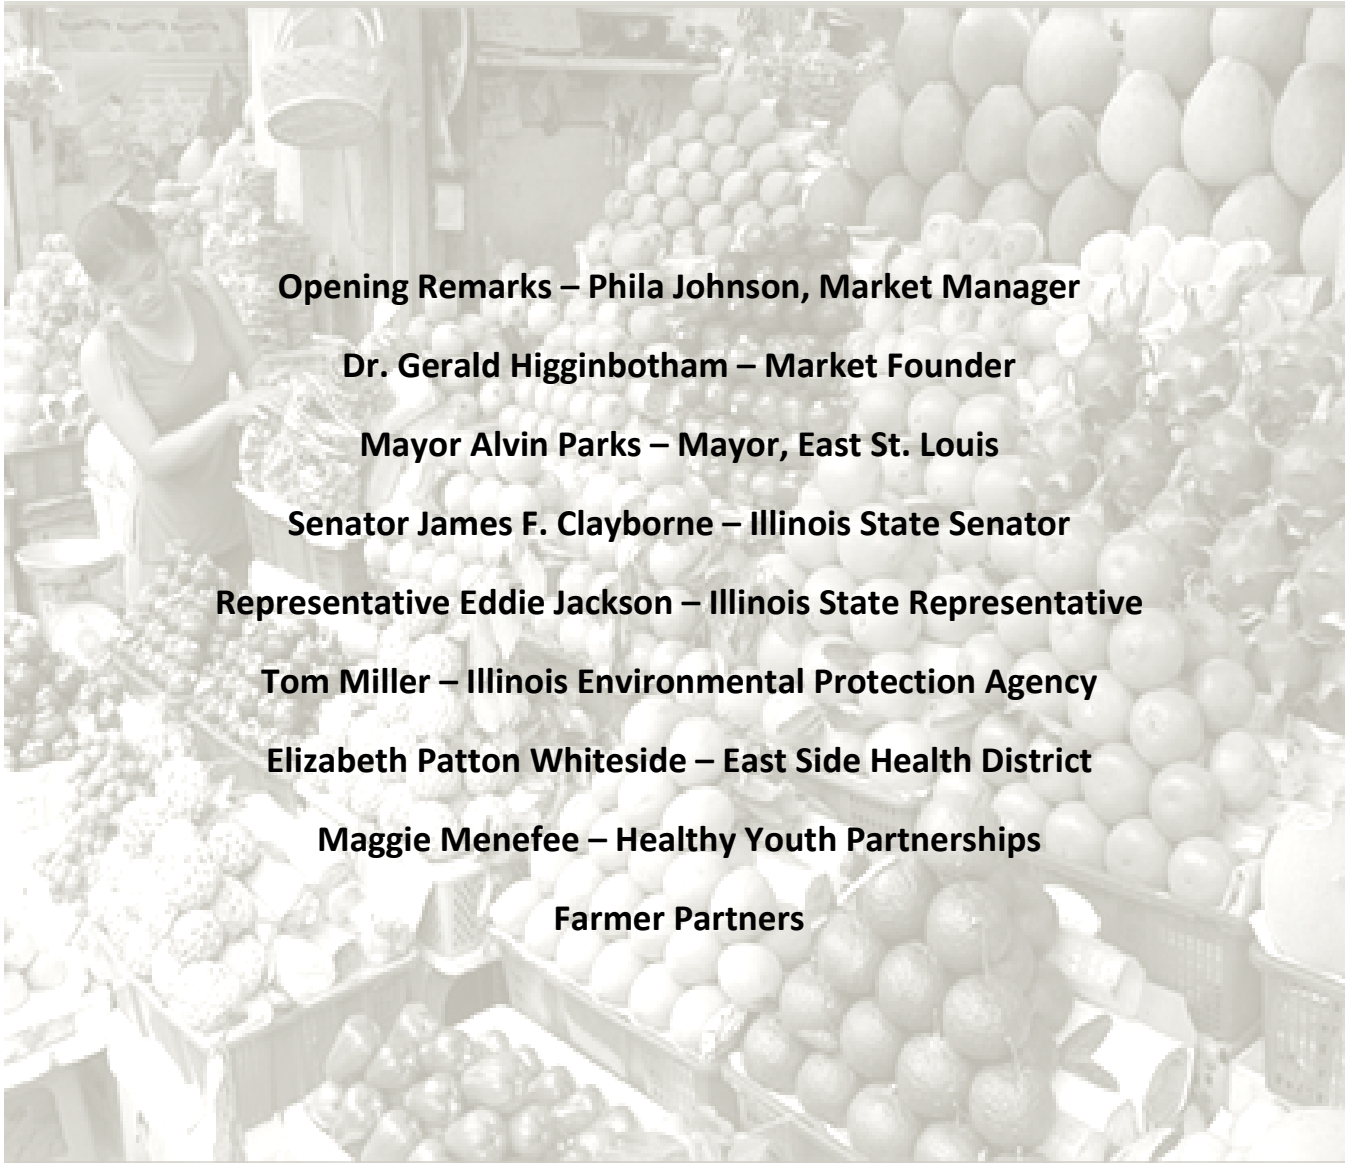 Opening Remarks – Phila Johnson, Market Manager
Dr. Gerald Higginbotham – Market Founder
Mayor Alvin Parks – Mayor, East St. Louis
Senator James F. Clayborne – Illinois State Senator
Representative Eddie Jackson – Illinois State Representative
Tom Miller – Illinois Environmental Protection Agency
Elizabeth Patton Whiteside – East Side Health District
Maggie Menefee – Healthy Youth Partnerships
Farmer Partners